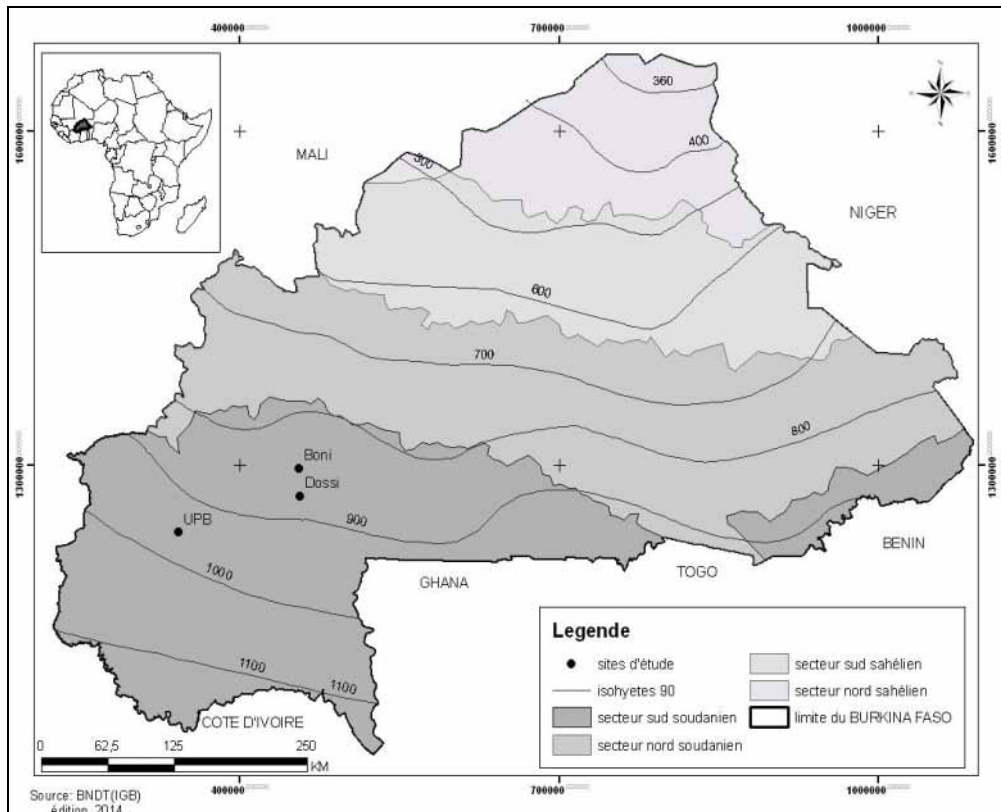 400000
700000
1000000
1600000
1600000
MALI
360
400
500
NIGER
600
700
800
Boni
Dossi
1300000
1300000
UPB
900
BENIN
1000
GHANA
TOGO
1100
1100
COTE D'IVOIRE
Legende
sites d'étude
isohyetes 90
secteur sud soudanien
secteur nord soudanien
secteur sud sahélien
secteur nord sahélien
limite du BURKINA FASO
0 62,5 125 250
KM
400000
700000
1000000
Source: BNDT(IGB)
édition 2014